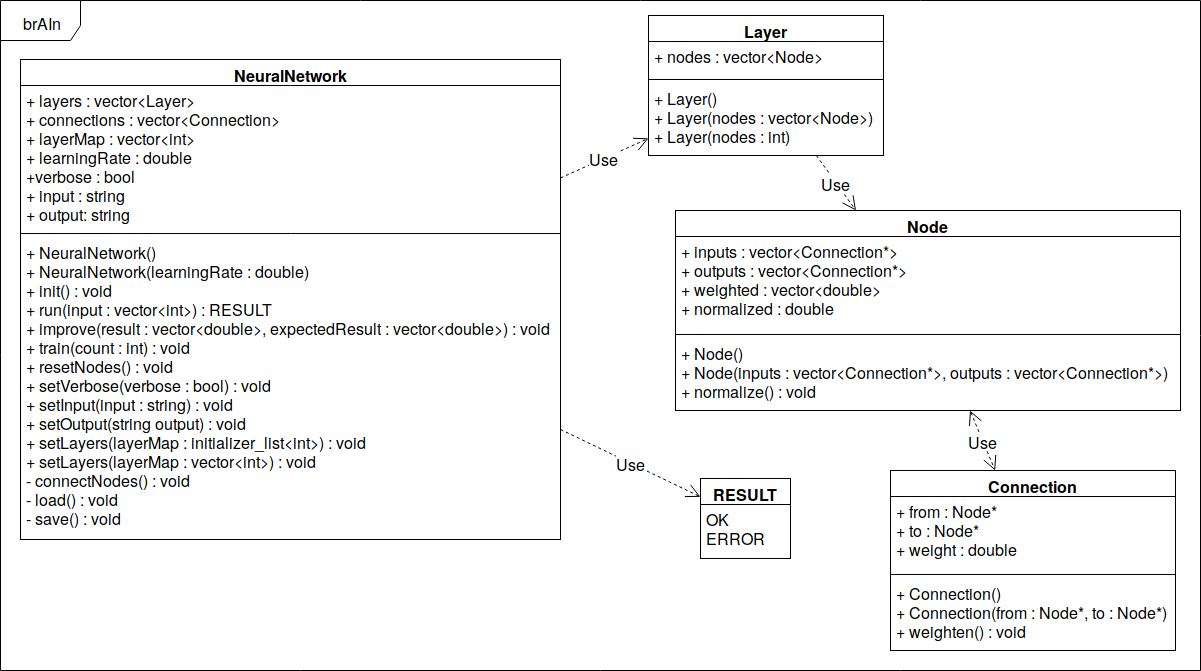 brAIn
NeuralNetwork
+ layers : vector<Layer>
+ connections : vector<Connection>
+ layerMap : vector<int>
+ learningRate : double
+verbose : bool
+ input : string
+ output: string
+ NeuralNetwork()
+ NeuralNetwork(learningRate : double)
+ init() : void
+ run(input : vector<int>) : RESULT
+ improve(result : vector<double>, expectedResult : vector<double>) : void
+ train(count : int) : void
+ resetNodes() : void
+ setVerbose(verbose : bool) : void
+ setInput(input : string) : void
+ setOutput(string output) : void
+ setLayers(layerMap : initializer_list<int>) : void
+ setLayers(layerMap : vector<int>) : void
- connectNodes() : void
- load() : void
- save() : void
Use
Layer
+ nodes : vector<Node>
+ Layer()
+ Layer(nodes : vector<Node>)
+ Layer(nodes : int)
Use
Node
+ inputs : vector<Connection*>
+ outputs : vector<Connection*>
+ weighted : vector<double>
+ normalized : double
+ Node()
+ Node(inputs : vector<Connection*>, outputs : vector<Connection*>)
+ normalize() : void
Use
Use
RESULT
OK
ERROR
Connection
+ from : Node*
+ to : Node*
+ weight : double
+ Connection()
+ Connection(from : Node*, to : Node*)
+ weighten() : void